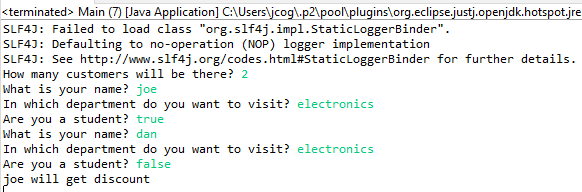 <terminated> Main (7) [Java Application] C:\Users\jcog\.p2\pool\plugins\org.eclipse.justj.openjdk.hotspot.jre
SLF4J: Failed to load class "org.slf4j.impl.StaticLoggerBinder".
SLF4J: Defaulting to no-operation (NOP) logger implementation
SLF4J: See http://www.slf4j.org/codes.html#StaticLoggerBinder for further details.
How many customers will be there? 2
What is your name? joe
In which department do you want to visit? electronics
Are you a student? true
What is your name? dan
In which department do you want to visit? electronics
Are you a student? false
joe will get discount